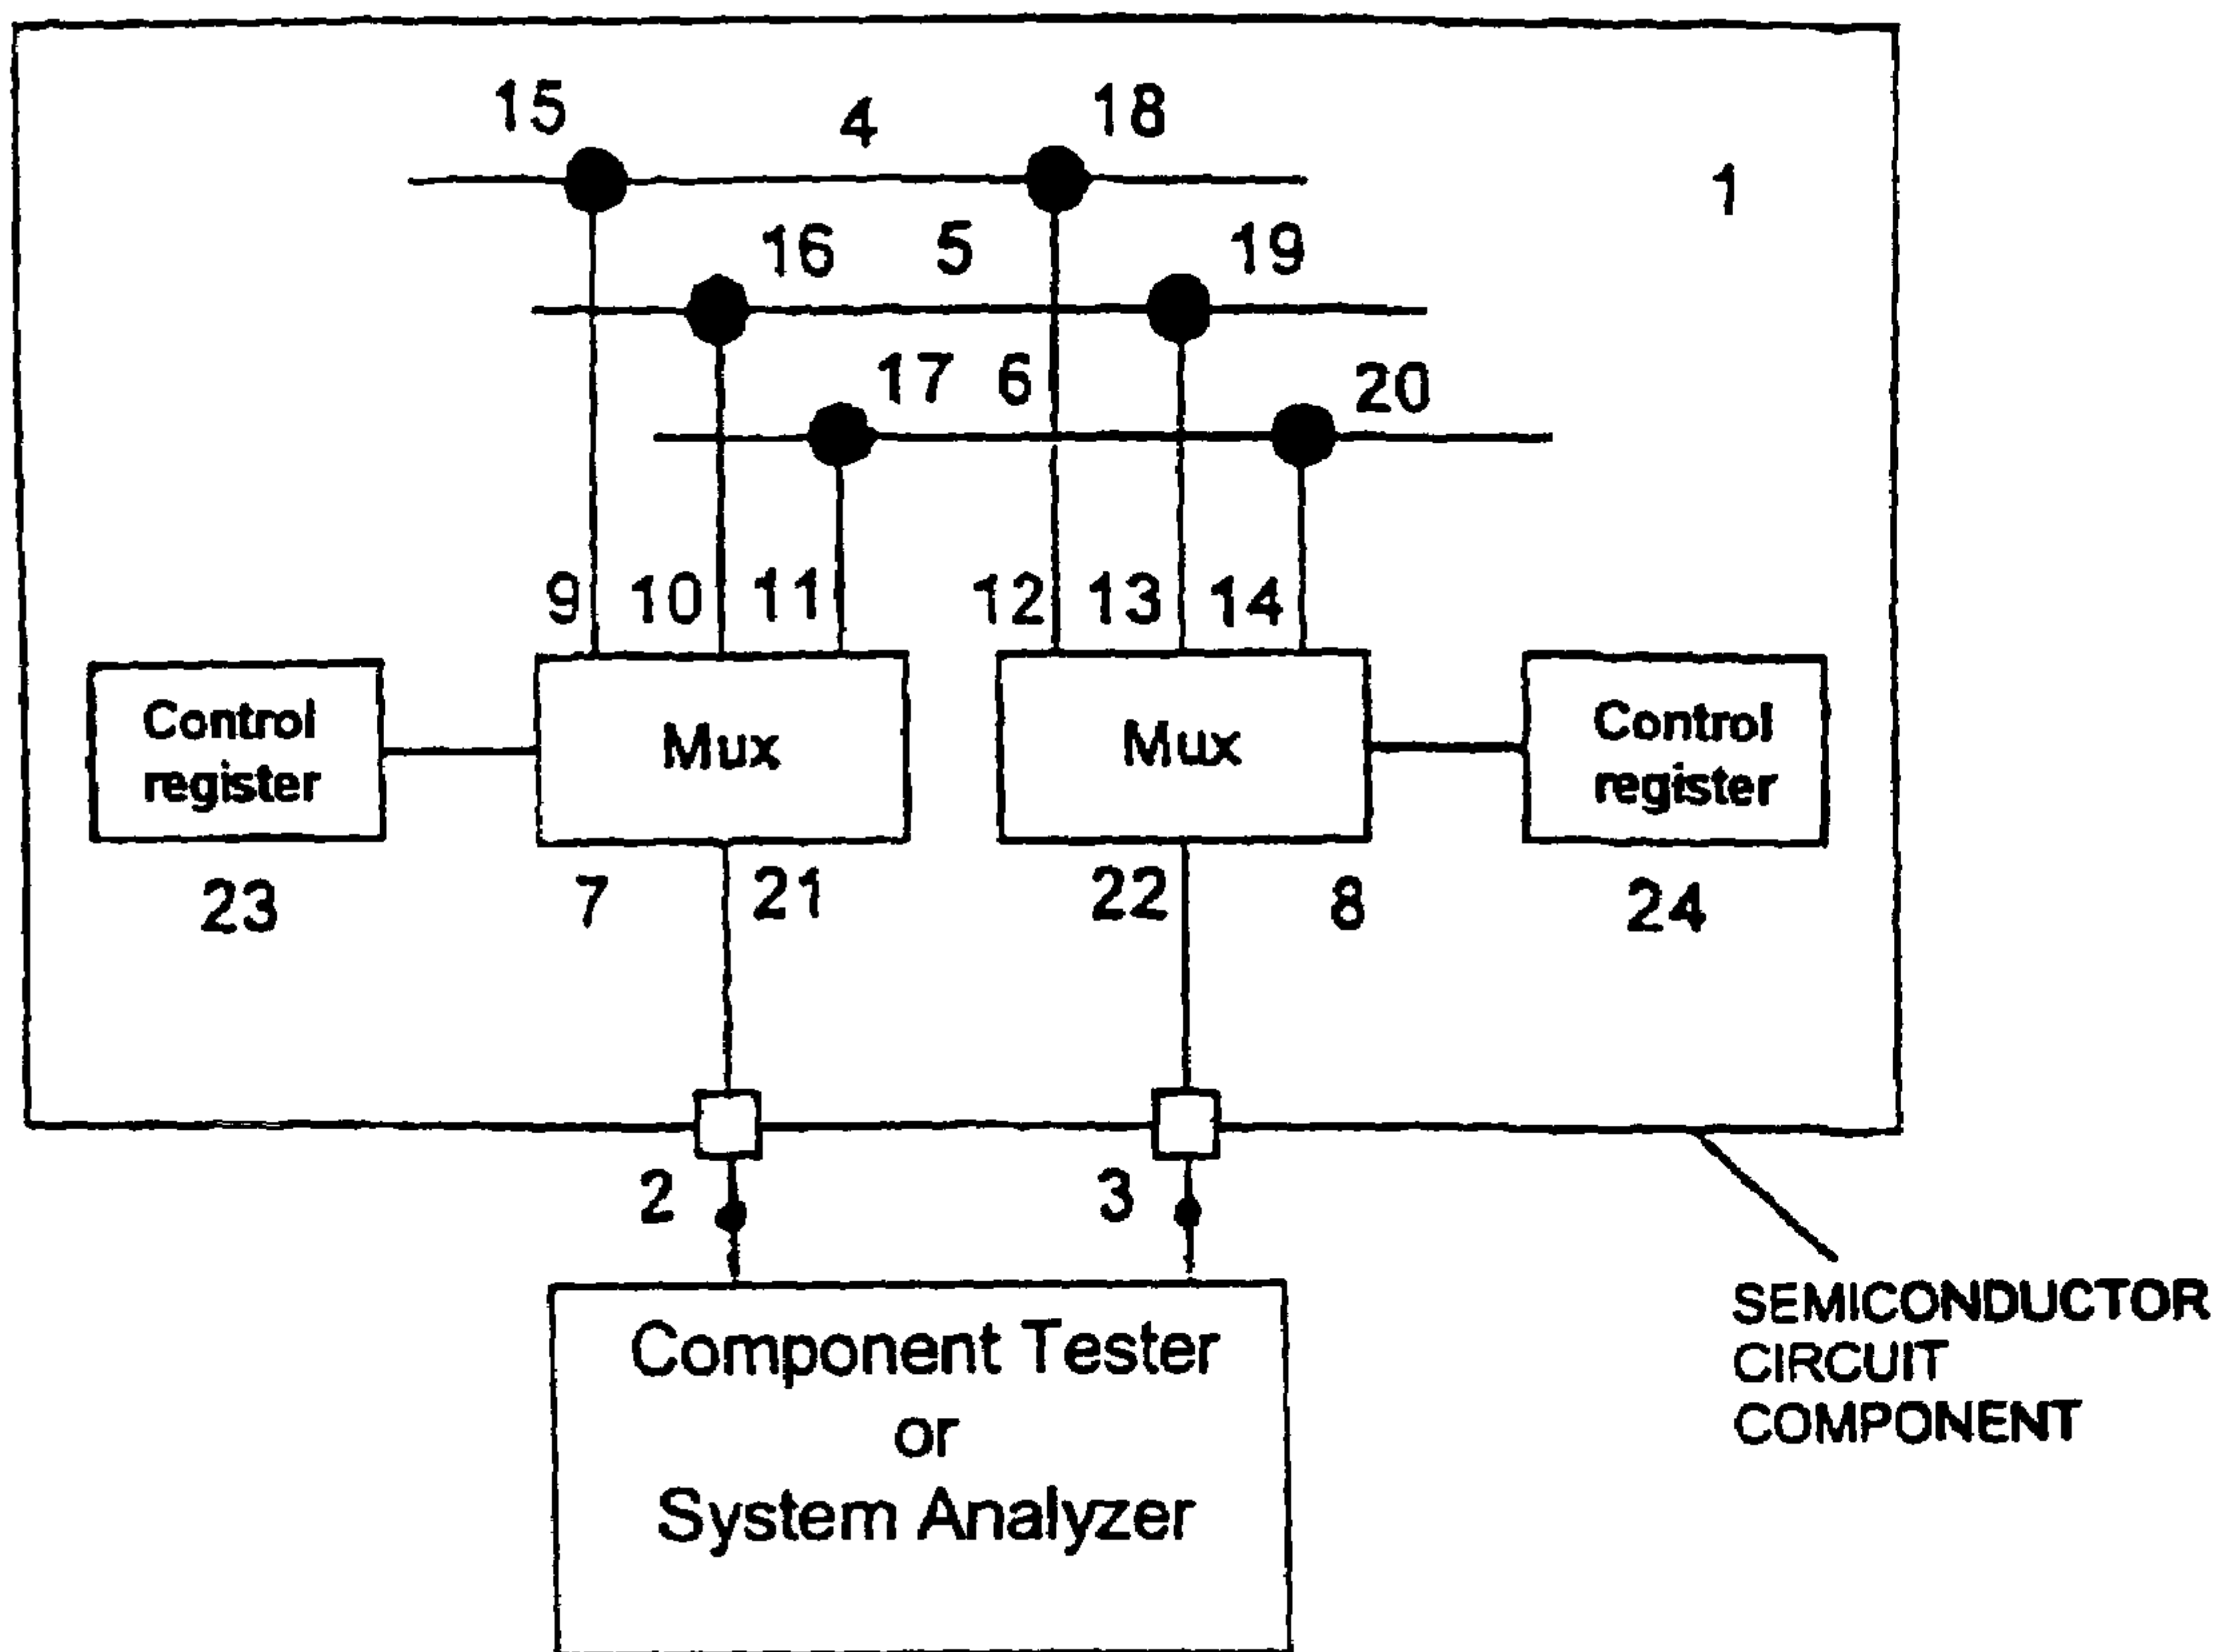 15 4 18
1
16 5 19
17 6 20
9 10 11 12 13 14
Control
register
Mux
Mux
Control
register
23 7 21 22 8 24
2 3
Component Tester
or
System Analyzer
SEMICONDUCTOR
CIRCUIT
COMPONENT